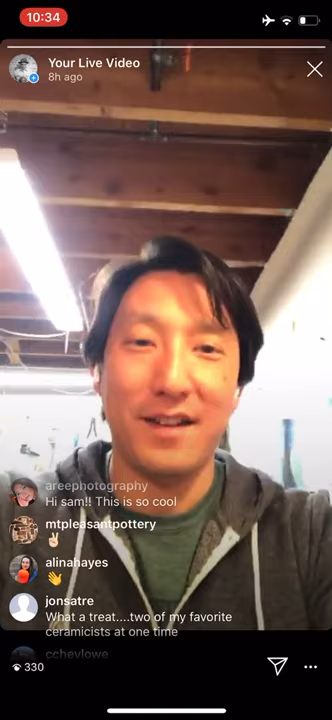 10:34
Your Live Video
8h ago
areephotography
Hi sam!! This is so cool
mtpleasantpottery
✌🏻
alinahayes
👋
jonsatre
What a treat....two of my favorite
ceramicists at one time
cchevlowe
330